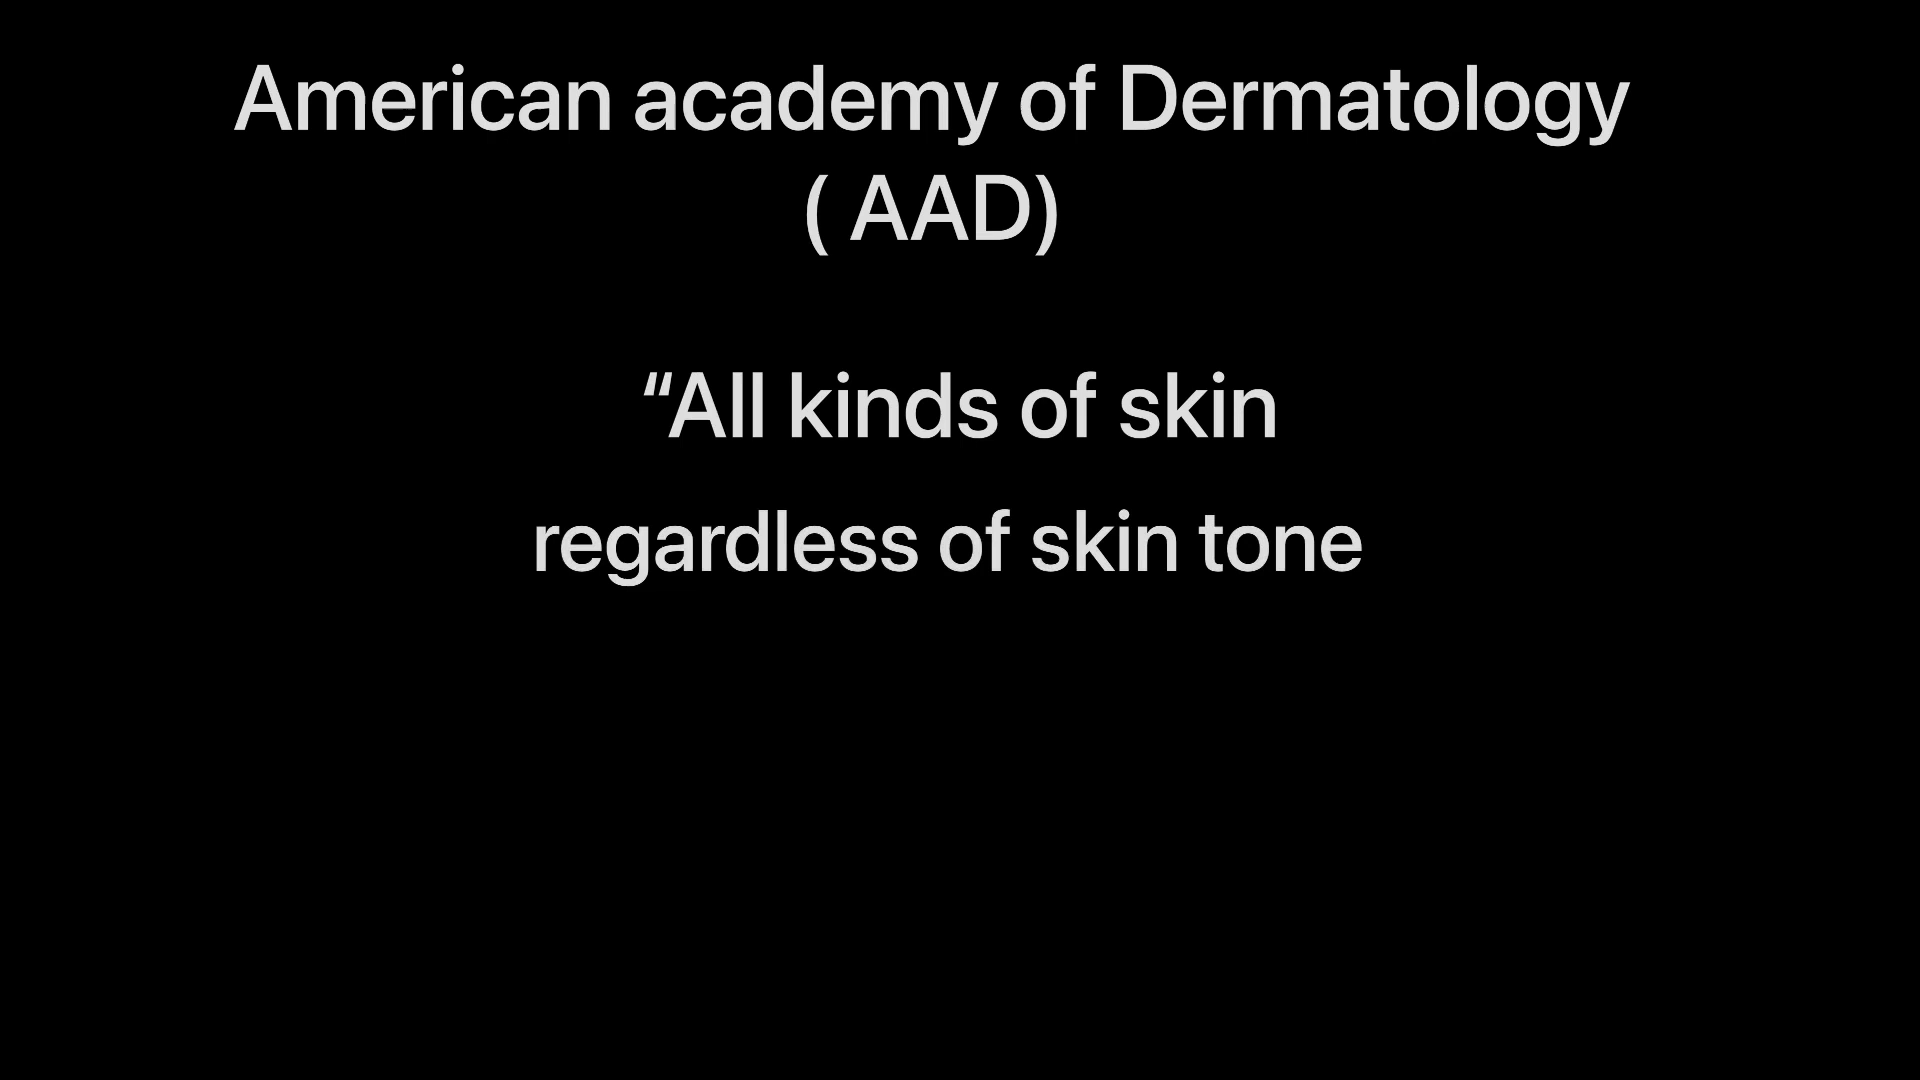 American academy of Dermatology
( AAD)
“All kinds of skin
regardless of skin tone